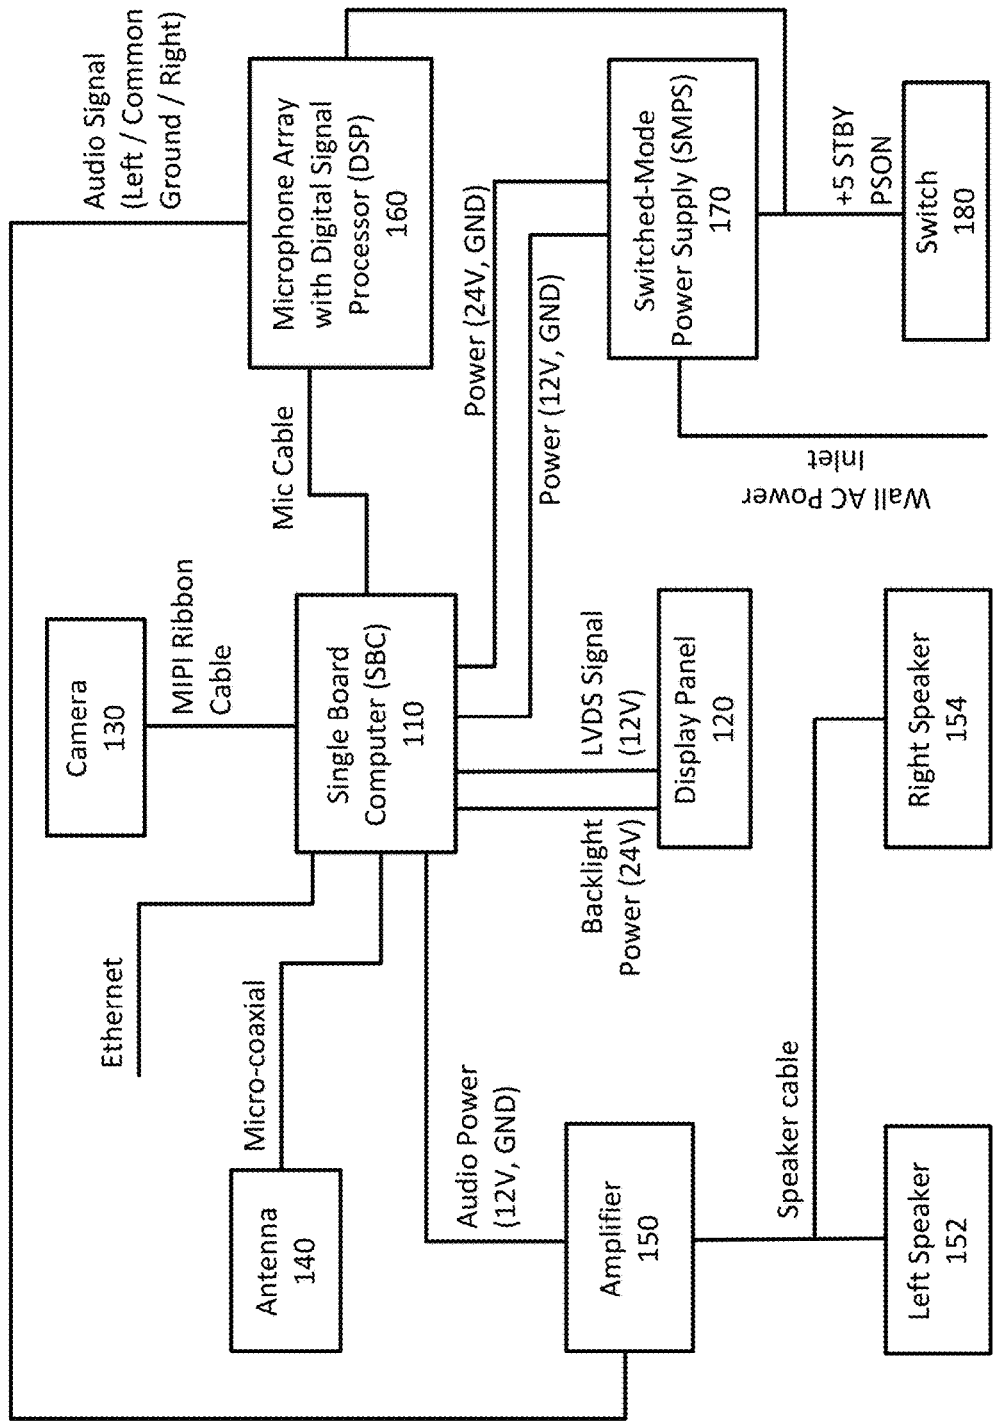 Audio Signal
(Left / Common
Ground / Right)
Microphone Array
with Digital Signal
Processor (DSP)
160
Mic Cable
Camera
130
MIPI Ribbon
Cable
Ethernet
Single Board
Computer (SBC)
110
Micro-coaxial
Antenna
140
Power (24V, GND)
Power (12V, GND)
Switched-Mode
Power Supply (SMPS)
170
+5 STBY
PSON
Switch
180
Wall AC Power
Inlet
LVDS Signal
(12V)
Backlight
Power (24V)
Display Panel
120
Audio Power
(12V, GND)
Amplifier
150
Speaker cable
Left Speaker
152
Right Speaker
154